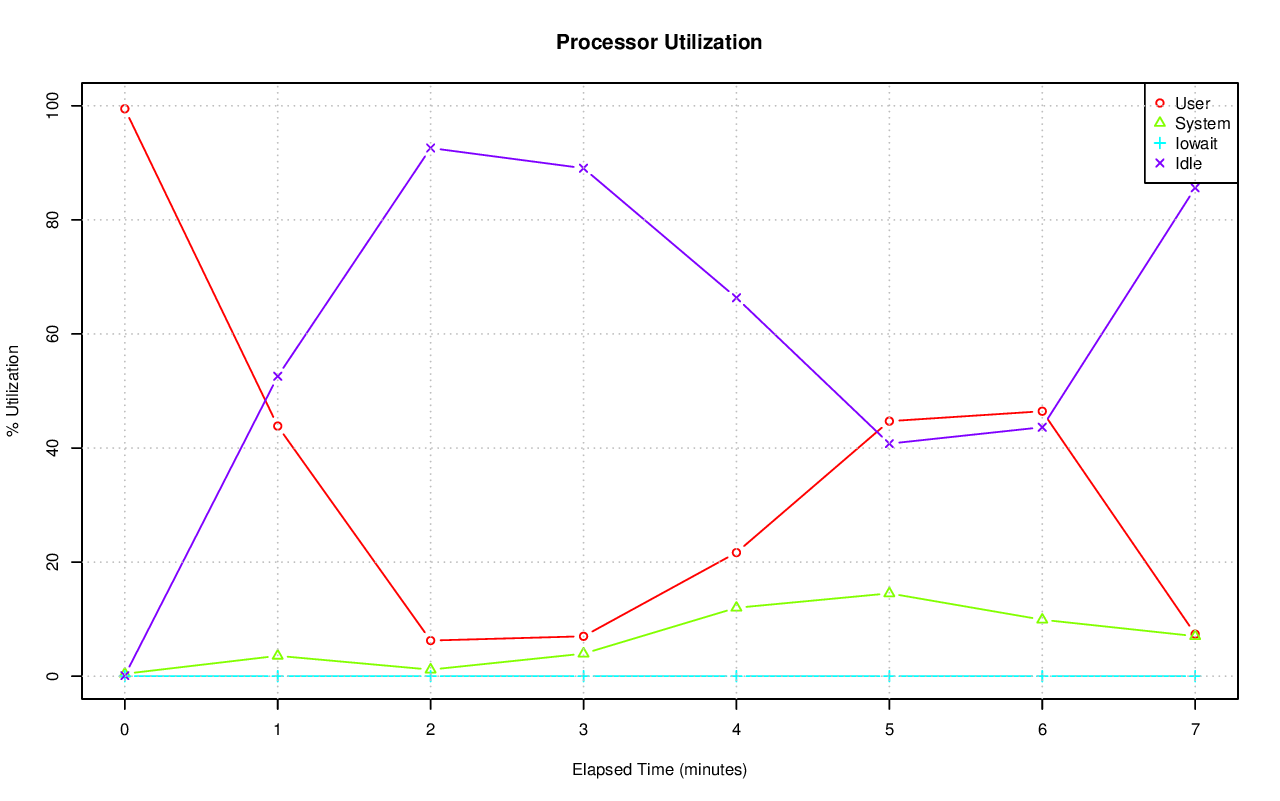 Processor Utilization
User
System
Iowait
Idle
% Utilization
100
80
60
40
20
0
0 1 2 3 4 5 6 7
Elapsed Time (minutes)